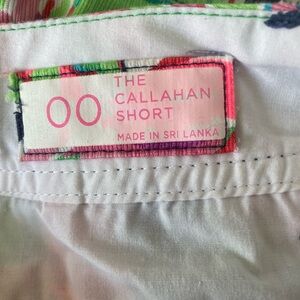 00
THE
CALLAHAN
SHORT
MADE IN SRI LANKA